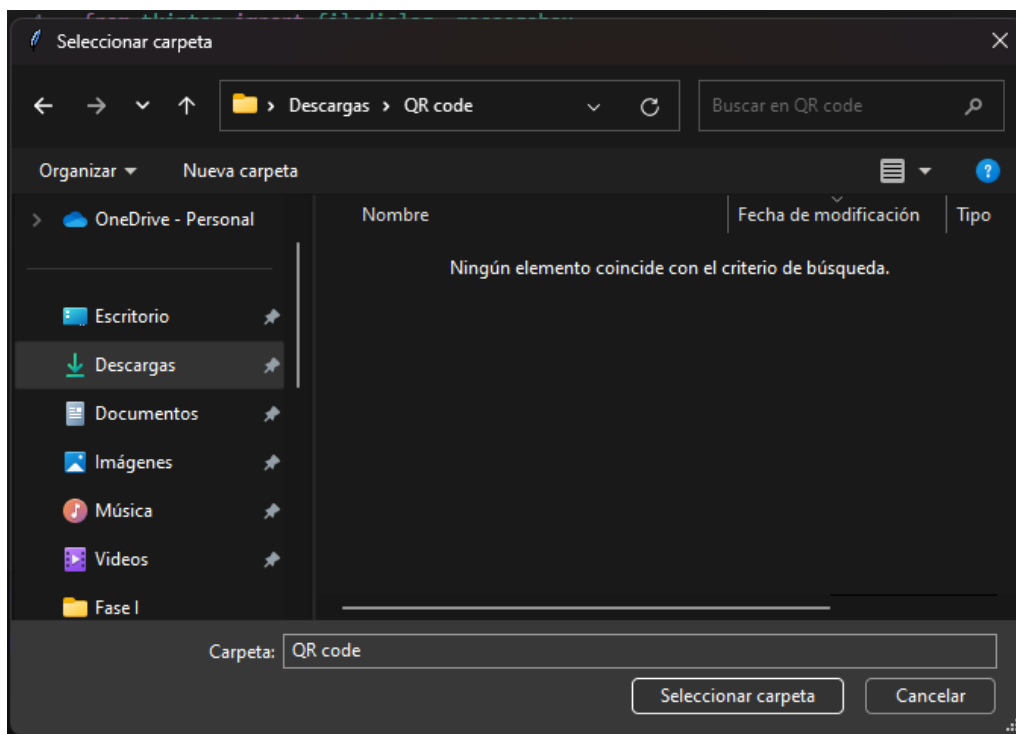 Seleccionar carpeta
Descargas QR code
Buscar en QR code
Organizar
Nueva carpeta
OneDrive - Personal
Nombre
Fecha de modificación
Tipo
Ningún elemento coincide con el criterio de búsqueda.
Escritorio
Descargas
Documentos
Imágenes
Música
Videos
Fase I
Carpeta: QR code
Seleccionar carpeta
Cancelar